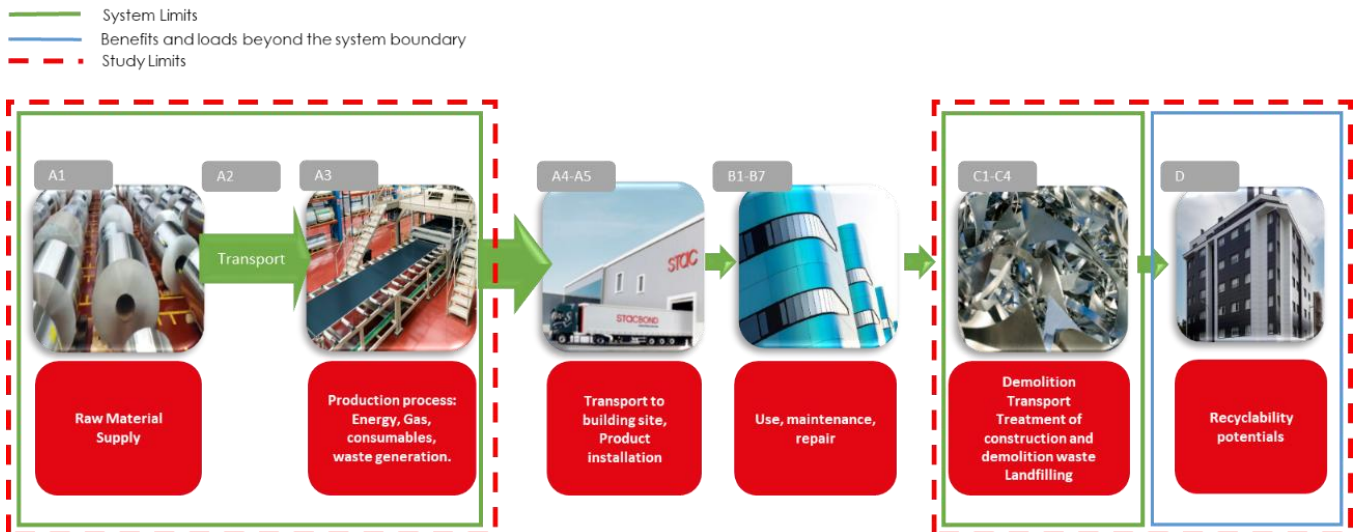 System Limits
Benefits and loads beyond the system boundary
Study Limits
A1
A2
A3
A4-A5
B1-B7
C1-C4
D
Transport
STAC
STACBOND
Raw Material
Supply
Production process:
Energy, Gas,
consumables,
waste generation.
Transport to
building site,
Product
installation
Use, maintenance,
repair
Demolition
Transport
Treatment of
construction and
demolition waste
Landfilling
Recyclability
potentials